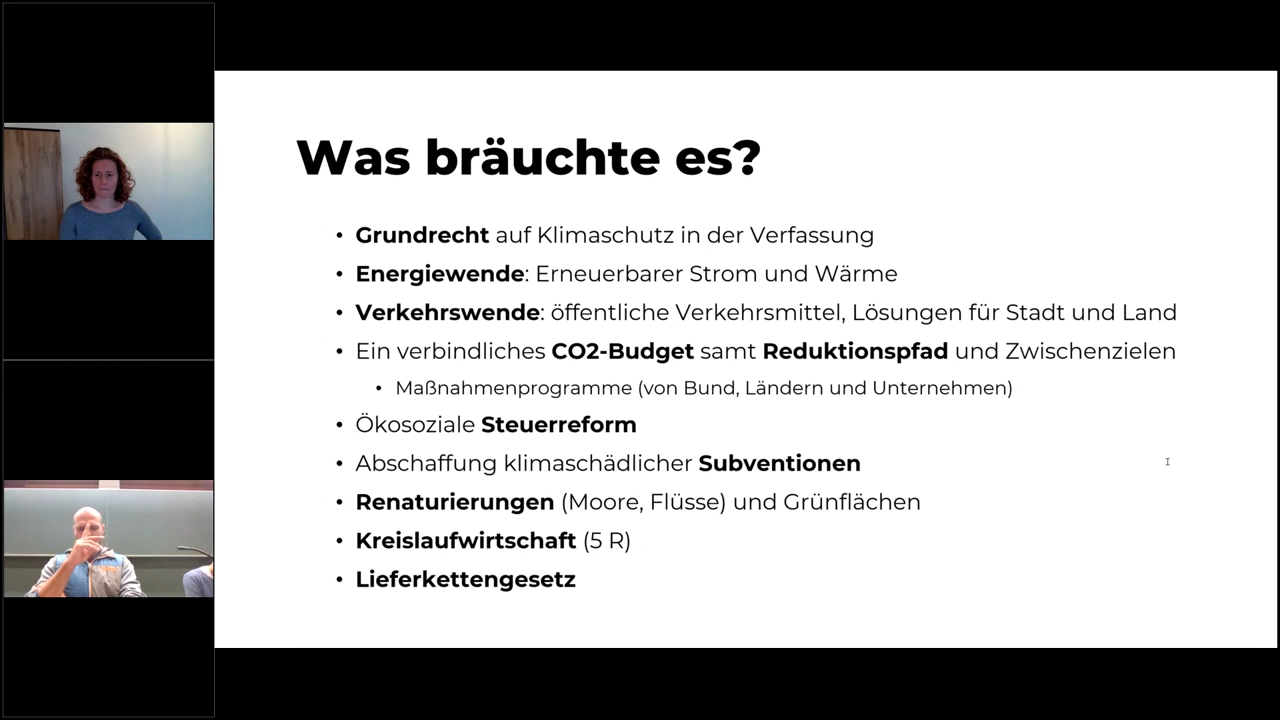 Was bräuchte es?
• Grundrecht auf Klimaschutz in der Verfassung
• Energiewende: Erneuerbarer Strom und Wärme
• Verkehrswende: öffentliche Verkehrsmittel, Lösungen für Stadt und Land
• Ein verbindliches CO2-Budget samt Reduktionspfad und Zwischenzielen
• Maßnahmenprogramme (von Bund, Ländern und Unternehmen)
• Ökosoziale Steuerreform
• Abschaffung klimaschädlicher Subventionen
• Renaturierungen (Moore, Flüsse) und Grünflächen
• Kreislaufwirtschaft (5 R)
• Lieferkettengesetz